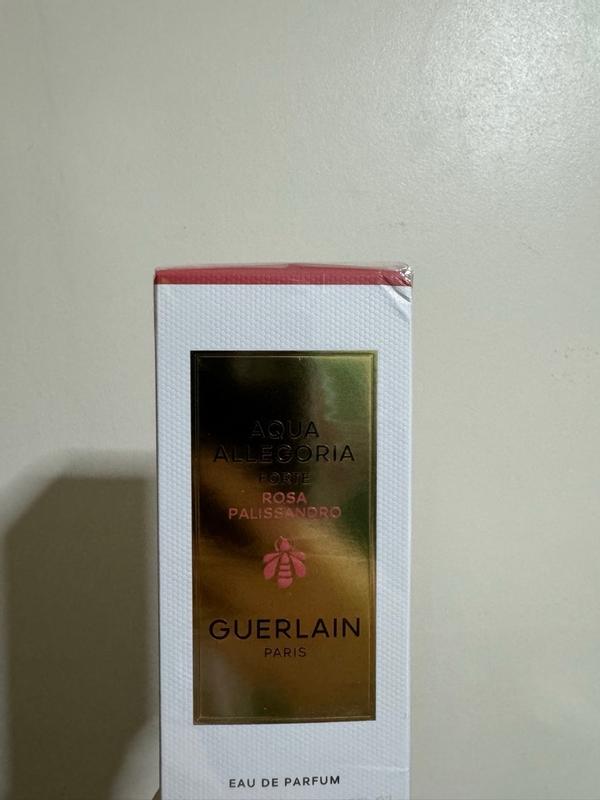 AQUA
ALLEGORIA
FORTE
ROSA
PALISSANDRO
GUERLAIN
PARIS
EAU DE PARFUM